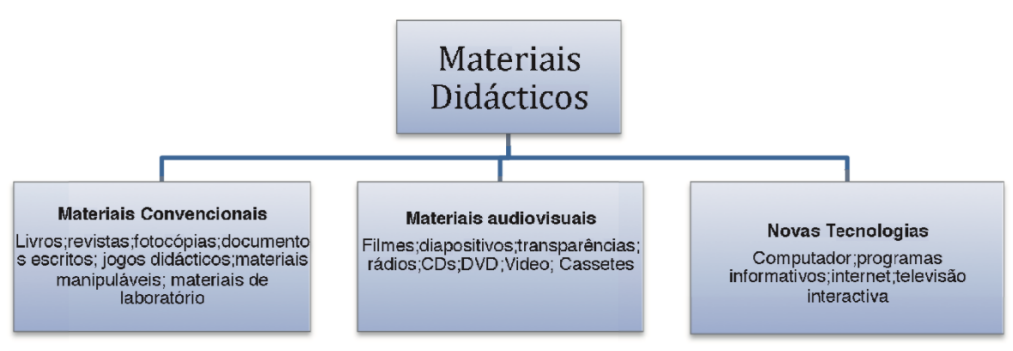 Materiais
Didácticos
Materiais Convencionais
Livros;revistas;fotocópias;documento
s escritos; jogos didácticos;materiais
manipuláveis; materiais de
laboratório
Materiais audiovisuais
Filmes;diapositivos;transparências;
rádios;CDs;DVD;Video; Cassetes
Novas Tecnologias
Computador;programas
informativos;internet;televisão
interactiva